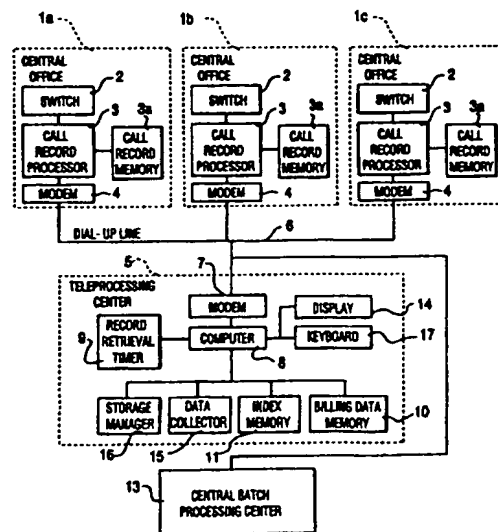 1a
1b
1c
CENTRAL
OFFICE
2
SWITCH
3
3a
CALL
RECORD
PROCESSOR
CALL
RECORD
MEMORY
MODEM
4
CENTRAL
OFFICE
2
SWITCH
3
3a
CALL
RECORD
PROCESSOR
CALL
RECORD
MEMORY
MODEM
4
CENTRAL
OFFICE
2
SWITCH
3
3a
CALL
RECORD
PROCESSOR
CALL
RECORD
MEMORY
MODEM
4
DIAL-UP LINE
6
5
7
TELEPROCESSING
CENTER
MODEM
DISPLAY
14
RECORD
RETRIEVAL
TIMER
9
COMPUTER
8
KEYBOARD
17
STORAGE
MANAGER
16
DATA
COLLECTOR
15
INDEX
MEMORY
11
BILLING DATA
MEMORY
10
13
CENTRAL BATCH
PROCESSING CENTER